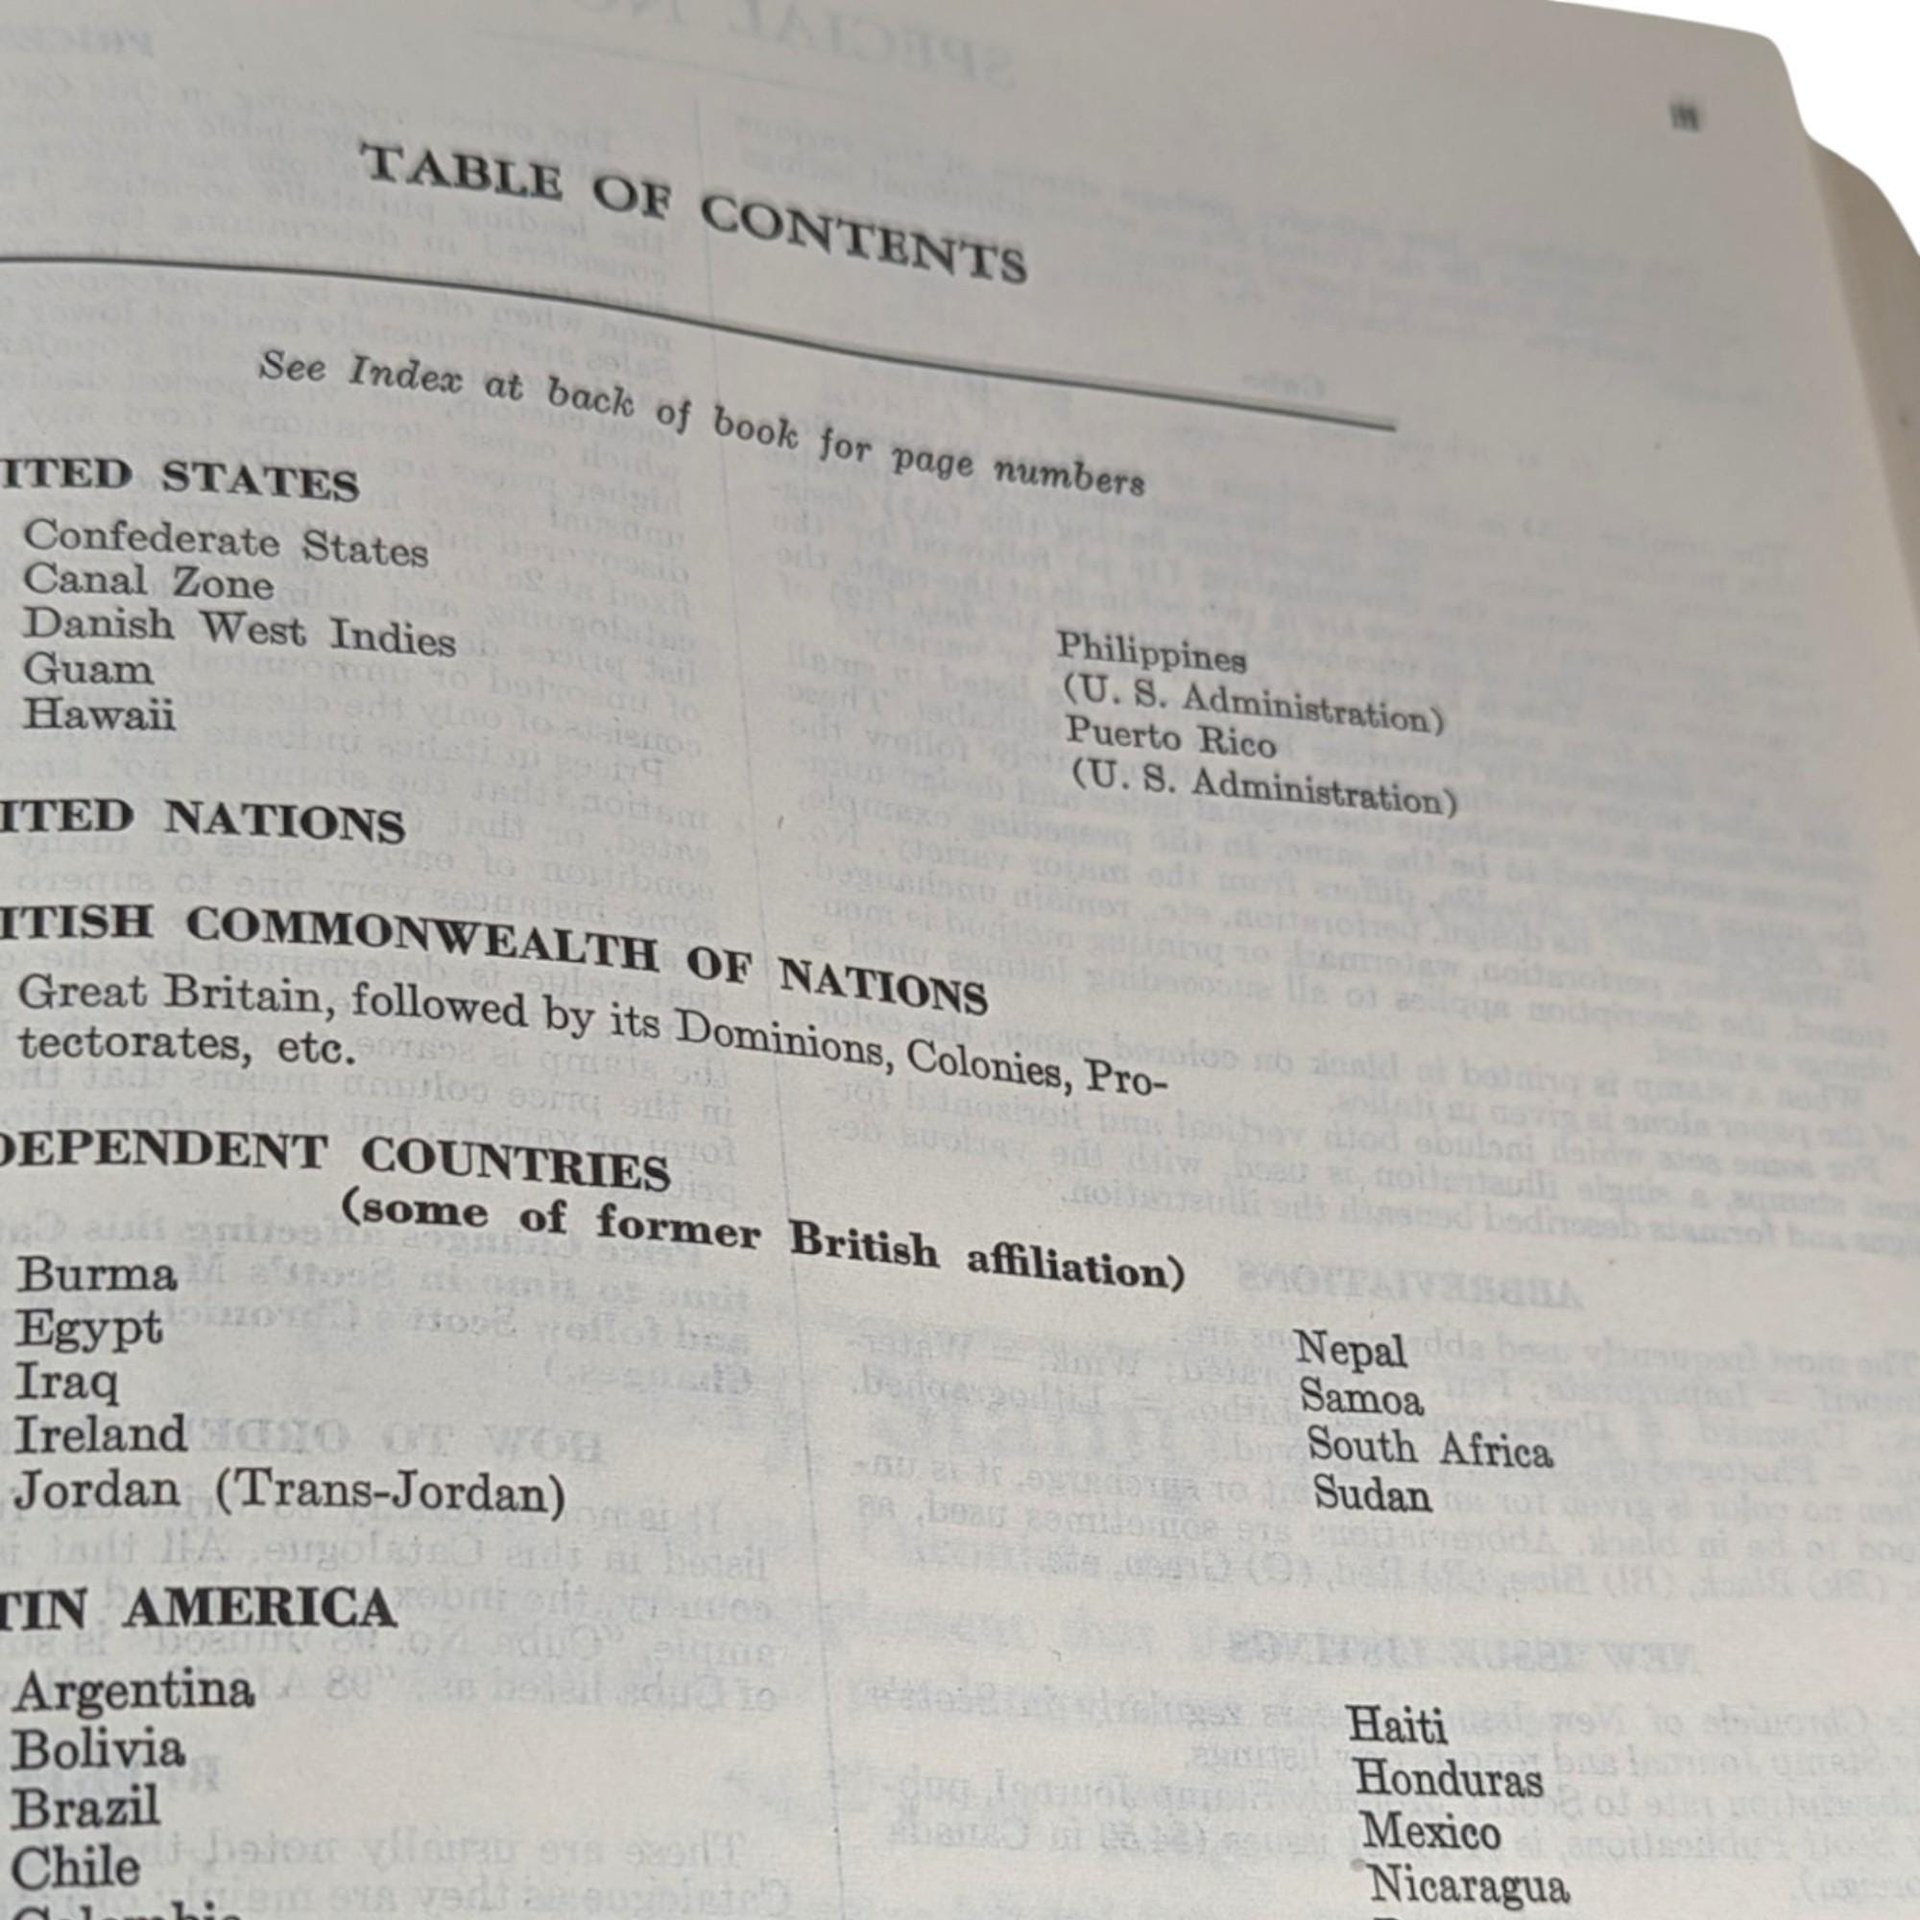 iii
TABLE OF CONTENTS
See Index at back of book for page numbers
ITED STATES
Confederate States
Canal Zone
Danish West Indies
Guam
Hawaii
Philippines
(U. S. Administration)
Puerto Rico
(U. S. Administration)
ITED NATIONS
ITISH COMMONWEALTH OF NATIONS
Great Britain, followed by its Dominions, Colonies, Pro-
tectorates, etc.
DEPENDENT COUNTRIES
(some of former British affiliation)
Burma
Egypt
Iraq
Ireland
Jordan (Trans-Jordan)
Nepal
Samoa
South Africa
Sudan
TIN AMERICA
Argentina
Bolivia
Brazil
Chile
Colombia
Haiti
Honduras
Mexico
Nicaragua